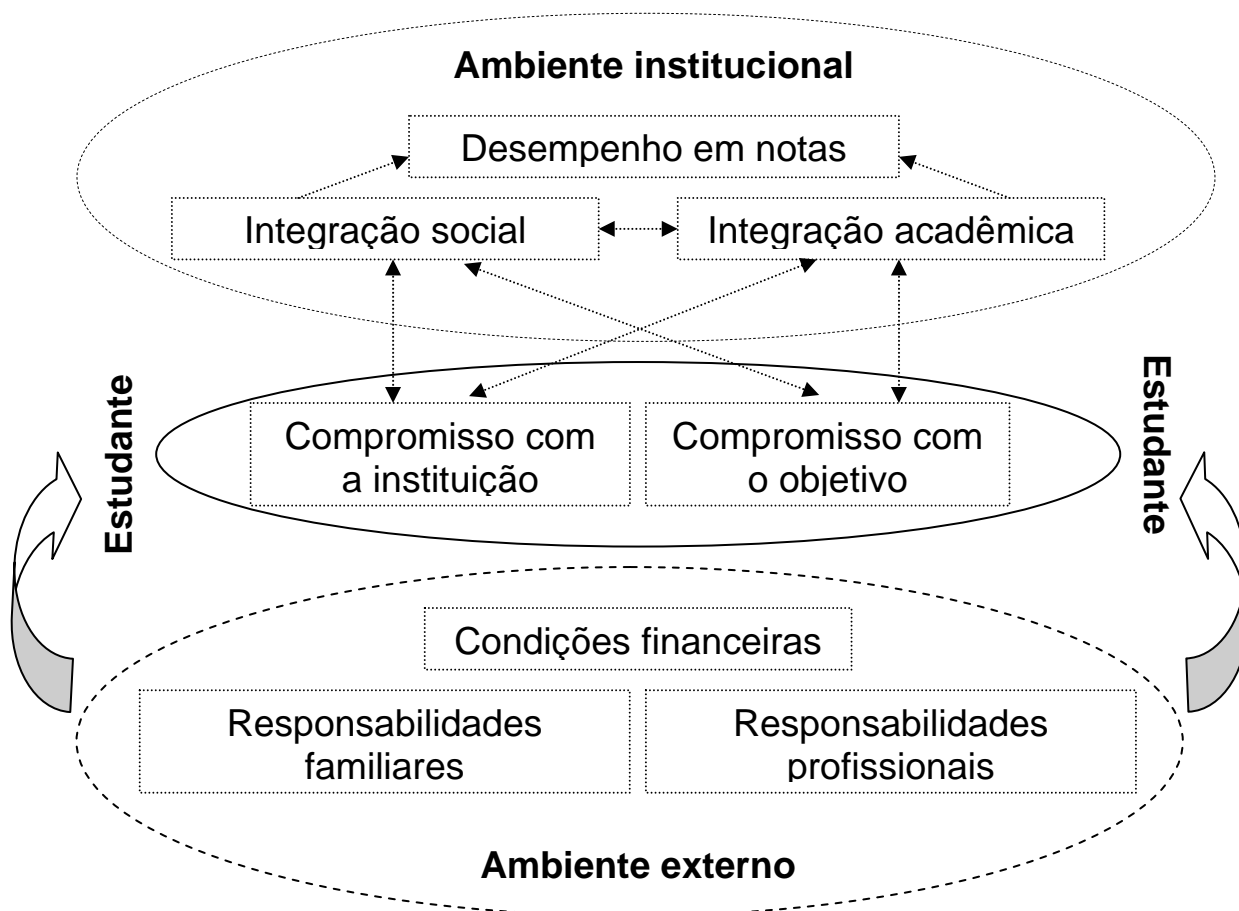 Ambiente institucional
Desempenho em notas
Integração social
Integração acadêmica
Estudante
Estudante
Compromisso com
a instituição
Compromisso com
o objetivo
Condições financeiras
Responsabilidades
familiares
Responsabilidades
profissionais
Ambiente externo